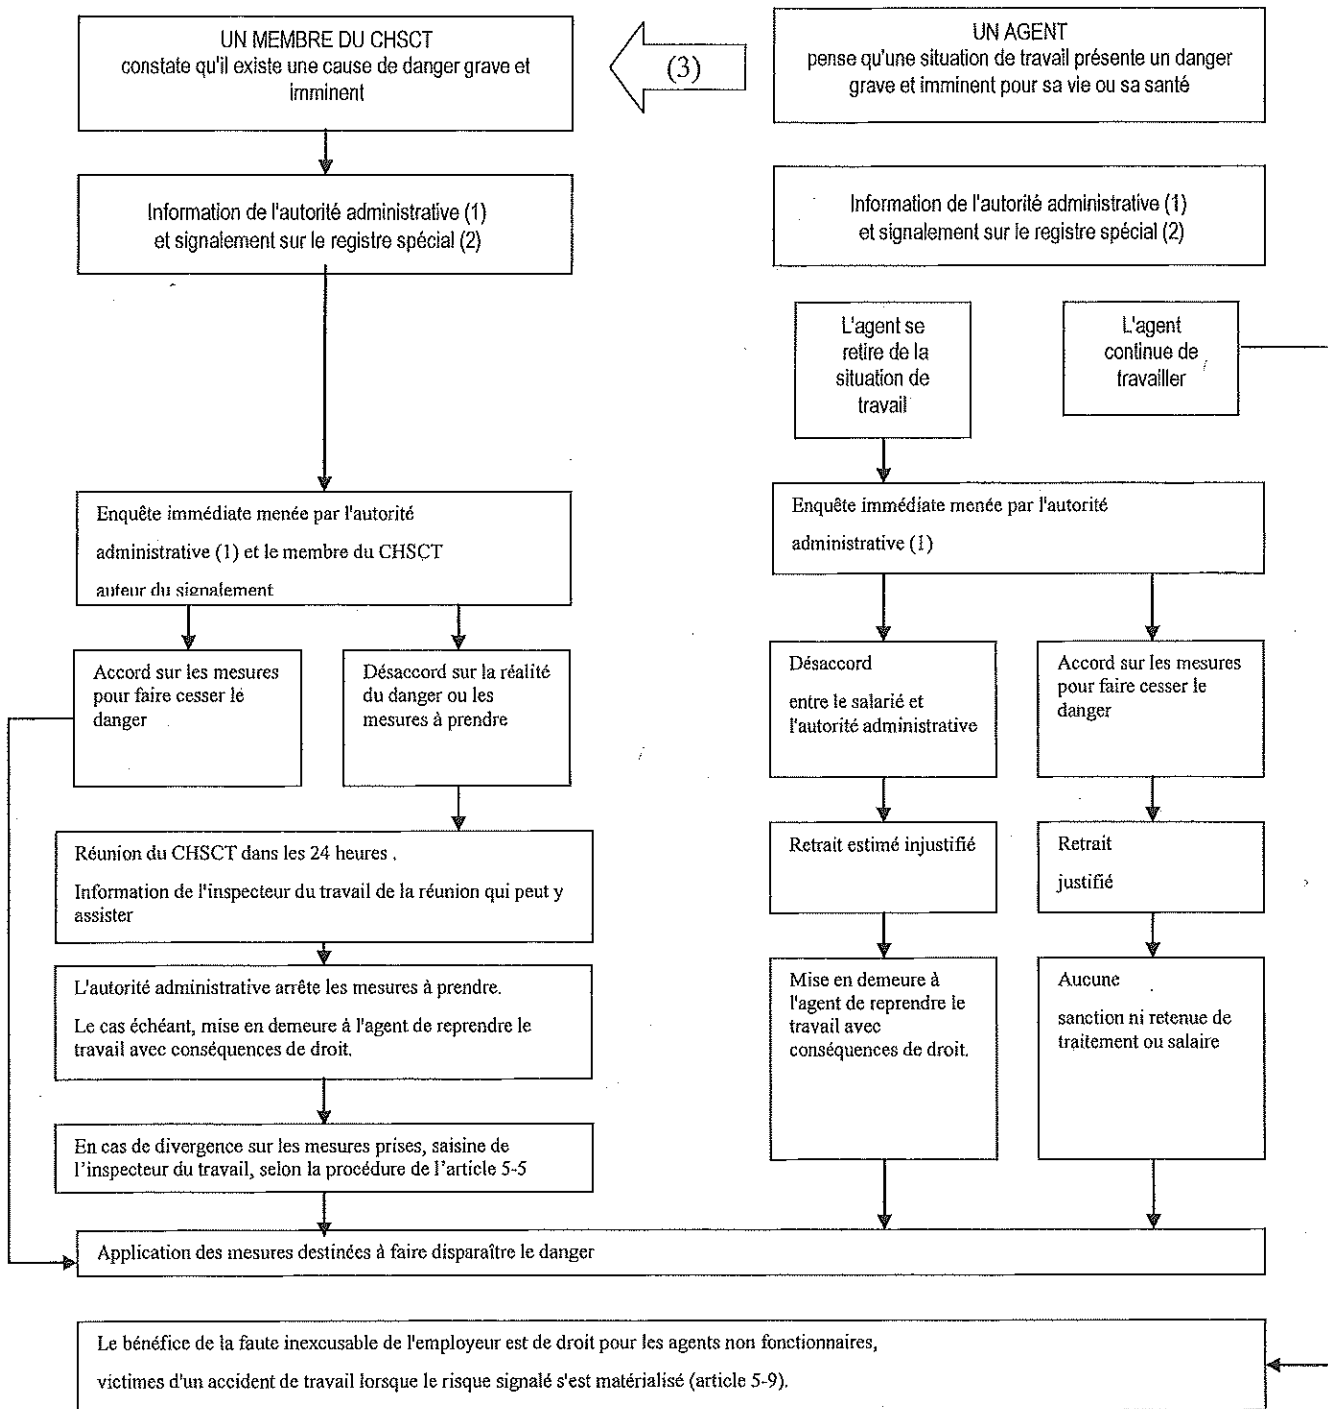 UN MEMBRE DU CHSCT
constate qu'il existe une cause de danger grave et
imminent
(3)
UN AGENT
pense qu'une situation de travail présente un danger
grave et imminent pour sa vie ou sa santé
Information de l'autorité administrative (1)
et signalement sur le registre spécial (2)
Information de l'autorité administrative (1)
et signalement sur le registre spécial (2)
L'agent se
retire de la
situation de
travail
L'agent
continue de
travailler
Enquête immédiate menée par l'autorité
administrative (1) et le membre du CHSCT
auteur du signalement
Enquête immédiate menée par l'autorité
administrative (1)
Accord sur les mesures
pour faire cesser le
danger
Désaccord sur la réalité
du danger ou les
mesures à prendre
Désaccord
entre le salarié et
l'autorité administrative
Accord sur les mesures
pour faire cesser le
danger
Réunion du CHSCT dans les 24 heures .
Information de l'inspecteur du travail de la réunion qui peut y
assister
Retrait estimé injustifié
Retrait
justifié
L'autorité administrative arrête les mesures à prendre.
Le cas échéant, mise en demeure à l'agent de reprendre le
travail avec conséquences de droit.
Mise en demeure à
l'agent de reprendre le
travail avec
conséquences de droit.
Aucune
sanction ni retenue de
traitement ou salaire
En cas de divergence sur les mesures prises, saisine de
l'inspecteur du travail, selon la procédure de l'article 5-5
Application des mesures destinées à faire disparaître le danger
Le bénéfice de la faute inexcusable de l'employeur est de droit pour les agents non fonctionnaires,
victimes d'un accident de travail lorsque le risque signalé s'est matérialisé (article 5-9).